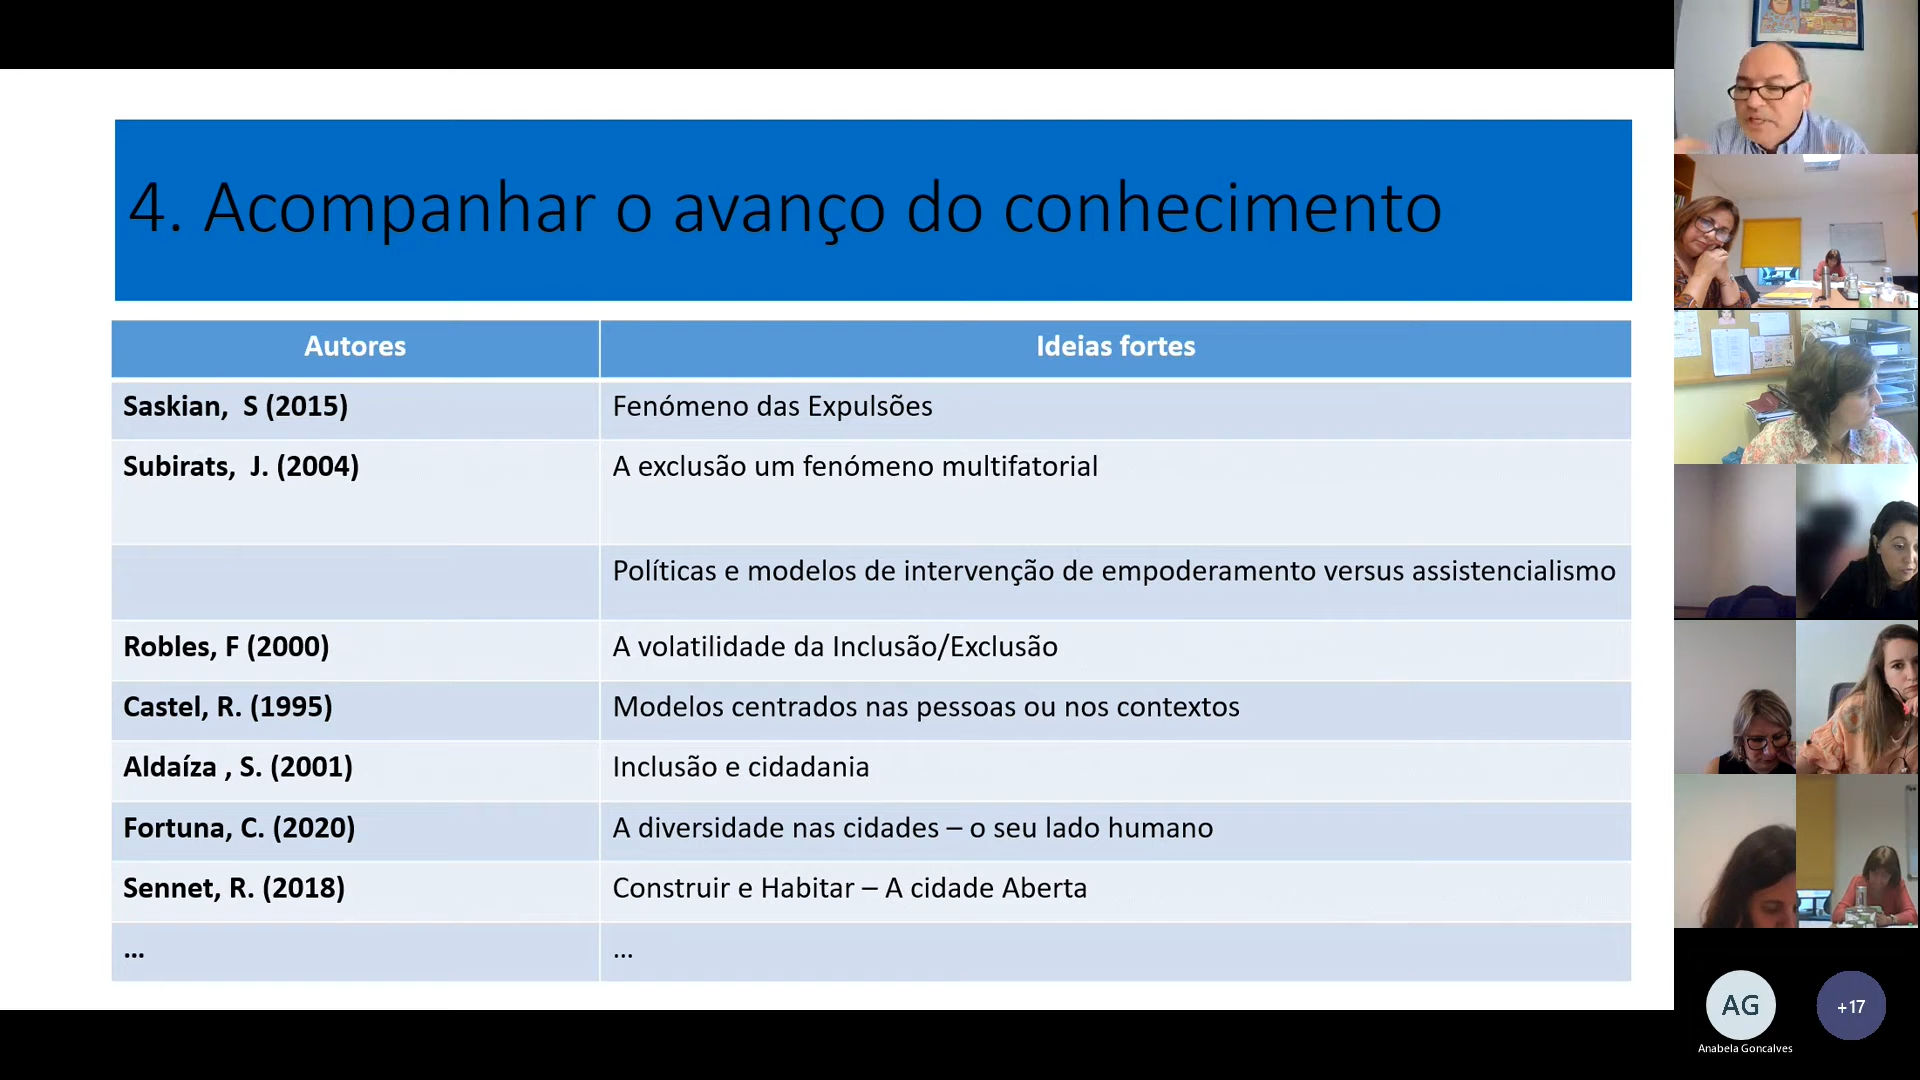 4. Acompanhar o avanço do conhecimento
Autores Ideias fortes
Saskian, S (2015) Fenómeno das Expulsões
Subirats, J. (2004) A exclusão um fenómeno multifatorial
Políticas e modelos de intervenção de empoderamento versus assistencialismo
Robles, F (2000) A volatilidade da Inclusão/Exclusão
Castel, R. (1995) Modelos centrados nas pessoas ou nos contextos
Aldaíza , S. (2001) Inclusão e cidadania
Fortuna, C. (2020) A diversidade nas cidades – o seu lado humano
Sennet, R. (2018) Construir e Habitar – A cidade Aberta
... ...
AG
+17
Anabela Goncalves